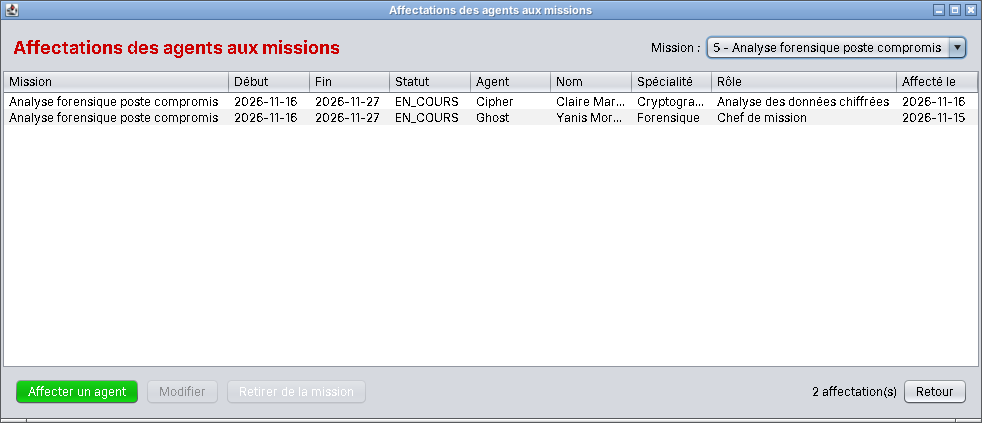 Affectations des agents aux missions
Affectations des agents aux missions
Mission : 5 - Analyse forensique poste compromis
Mission Début Fin Statut Agent Nom Spécialité Rôle Affecté le
Analyse forensique poste compromis 2026-11-16 2026-11-27 EN_COURS Cipher Claire Mar... Cryptogra... Analyse des données chiffrées 2026-11-16
Analyse forensique poste compromis 2026-11-16 2026-11-27 EN_COURS Ghost Yanis Mor... Forensique Chef de mission 2026-11-15
Affecter un agent Modifier Retirer de la mission 2 affectation(s) Retour